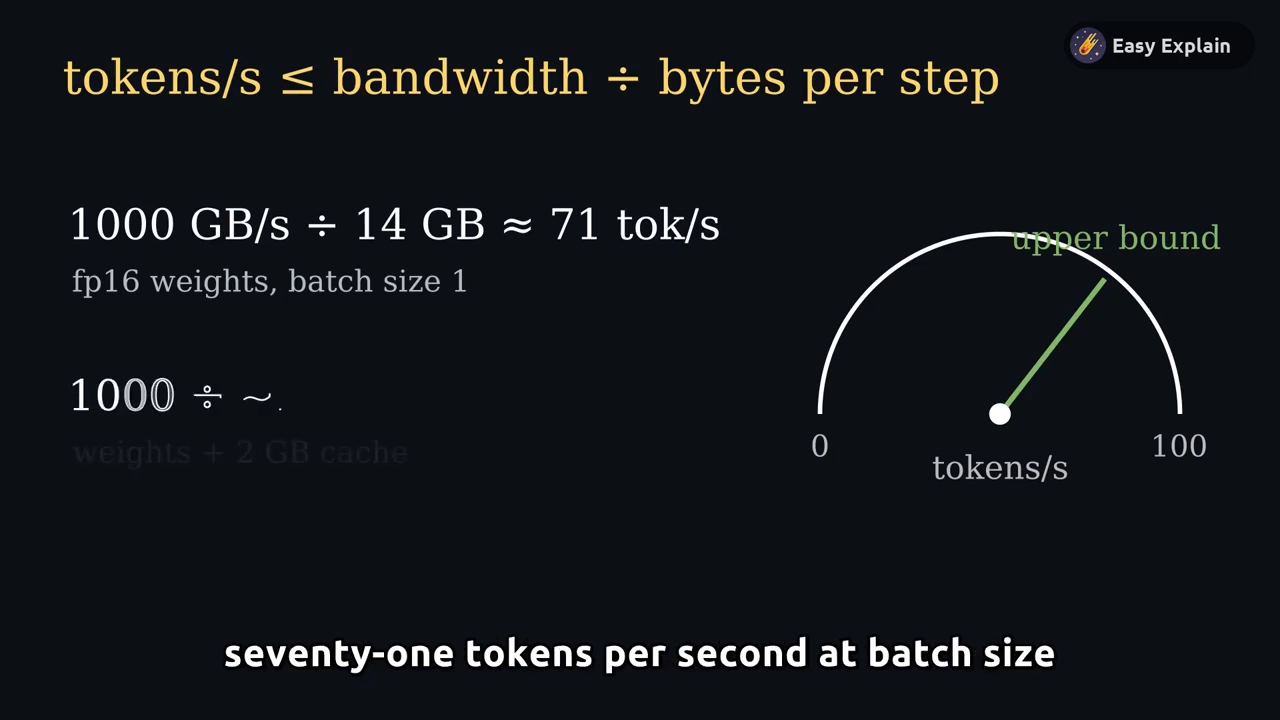 Easy Explain
tokens/s ≤ bandwidth ÷ bytes per step
1000 GB/s ÷ 14 GB ≈ 71 tok/s
fp16 weights, batch size 1
upper bound
1000 ÷ ~
weights + 2 GB cache
0
100
tokens/s
seventy-one tokens per second at batch size